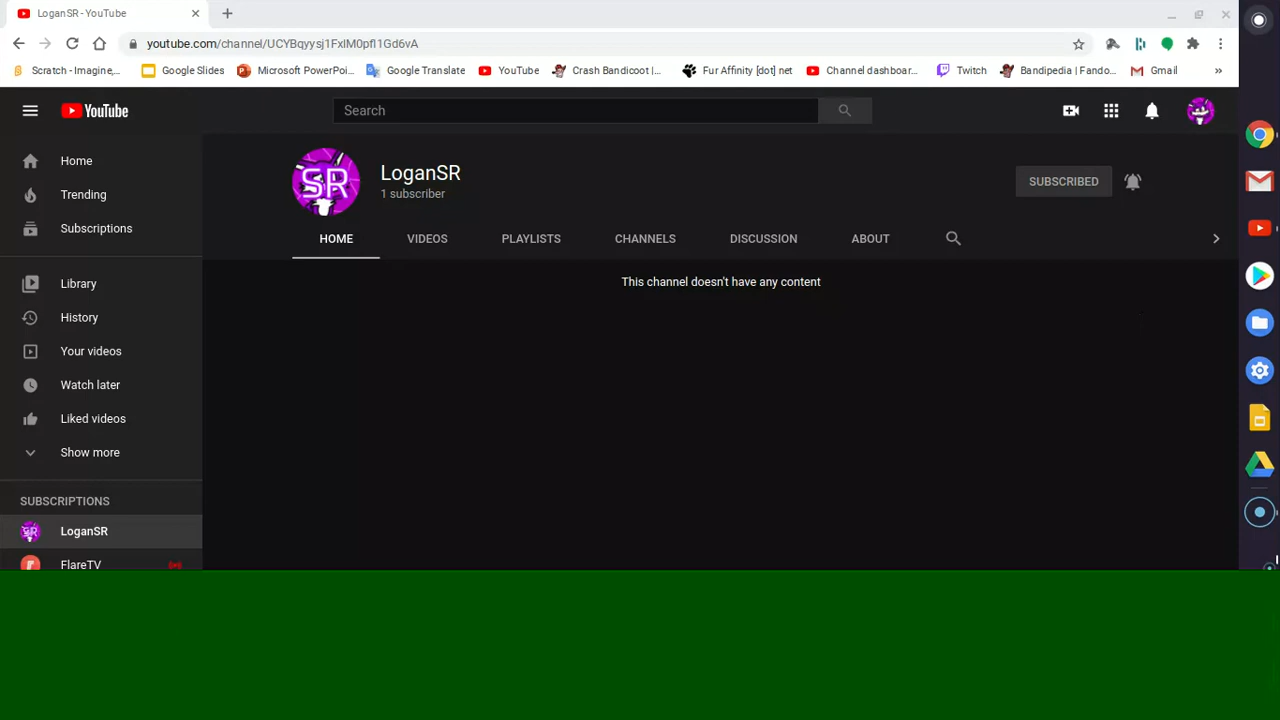 LoganSR - YouTube
youtube.com/channel/UCYBqyysj1FxIM0pfI1Gd6vA
Scratch - Imagine,... Google Slides Microsoft PowerPoi... Google Translate YouTube Crash Bandicoot |... Fur Affinity [dot] net Channel dashboar... Twitch Bandipedia | Fando... Gmail »
YouTube
Search
SR
LoganSR
1 subscriber
SUBSCRIBED
HOME VIDEOS PLAYLISTS CHANNELS DISCUSSION ABOUT
This channel doesn't have any content
Home
Trending
Subscriptions
Library
History
Your videos
Watch later
Liked videos
Show more
SUBSCRIPTIONS
SR LoganSR
FlareTV